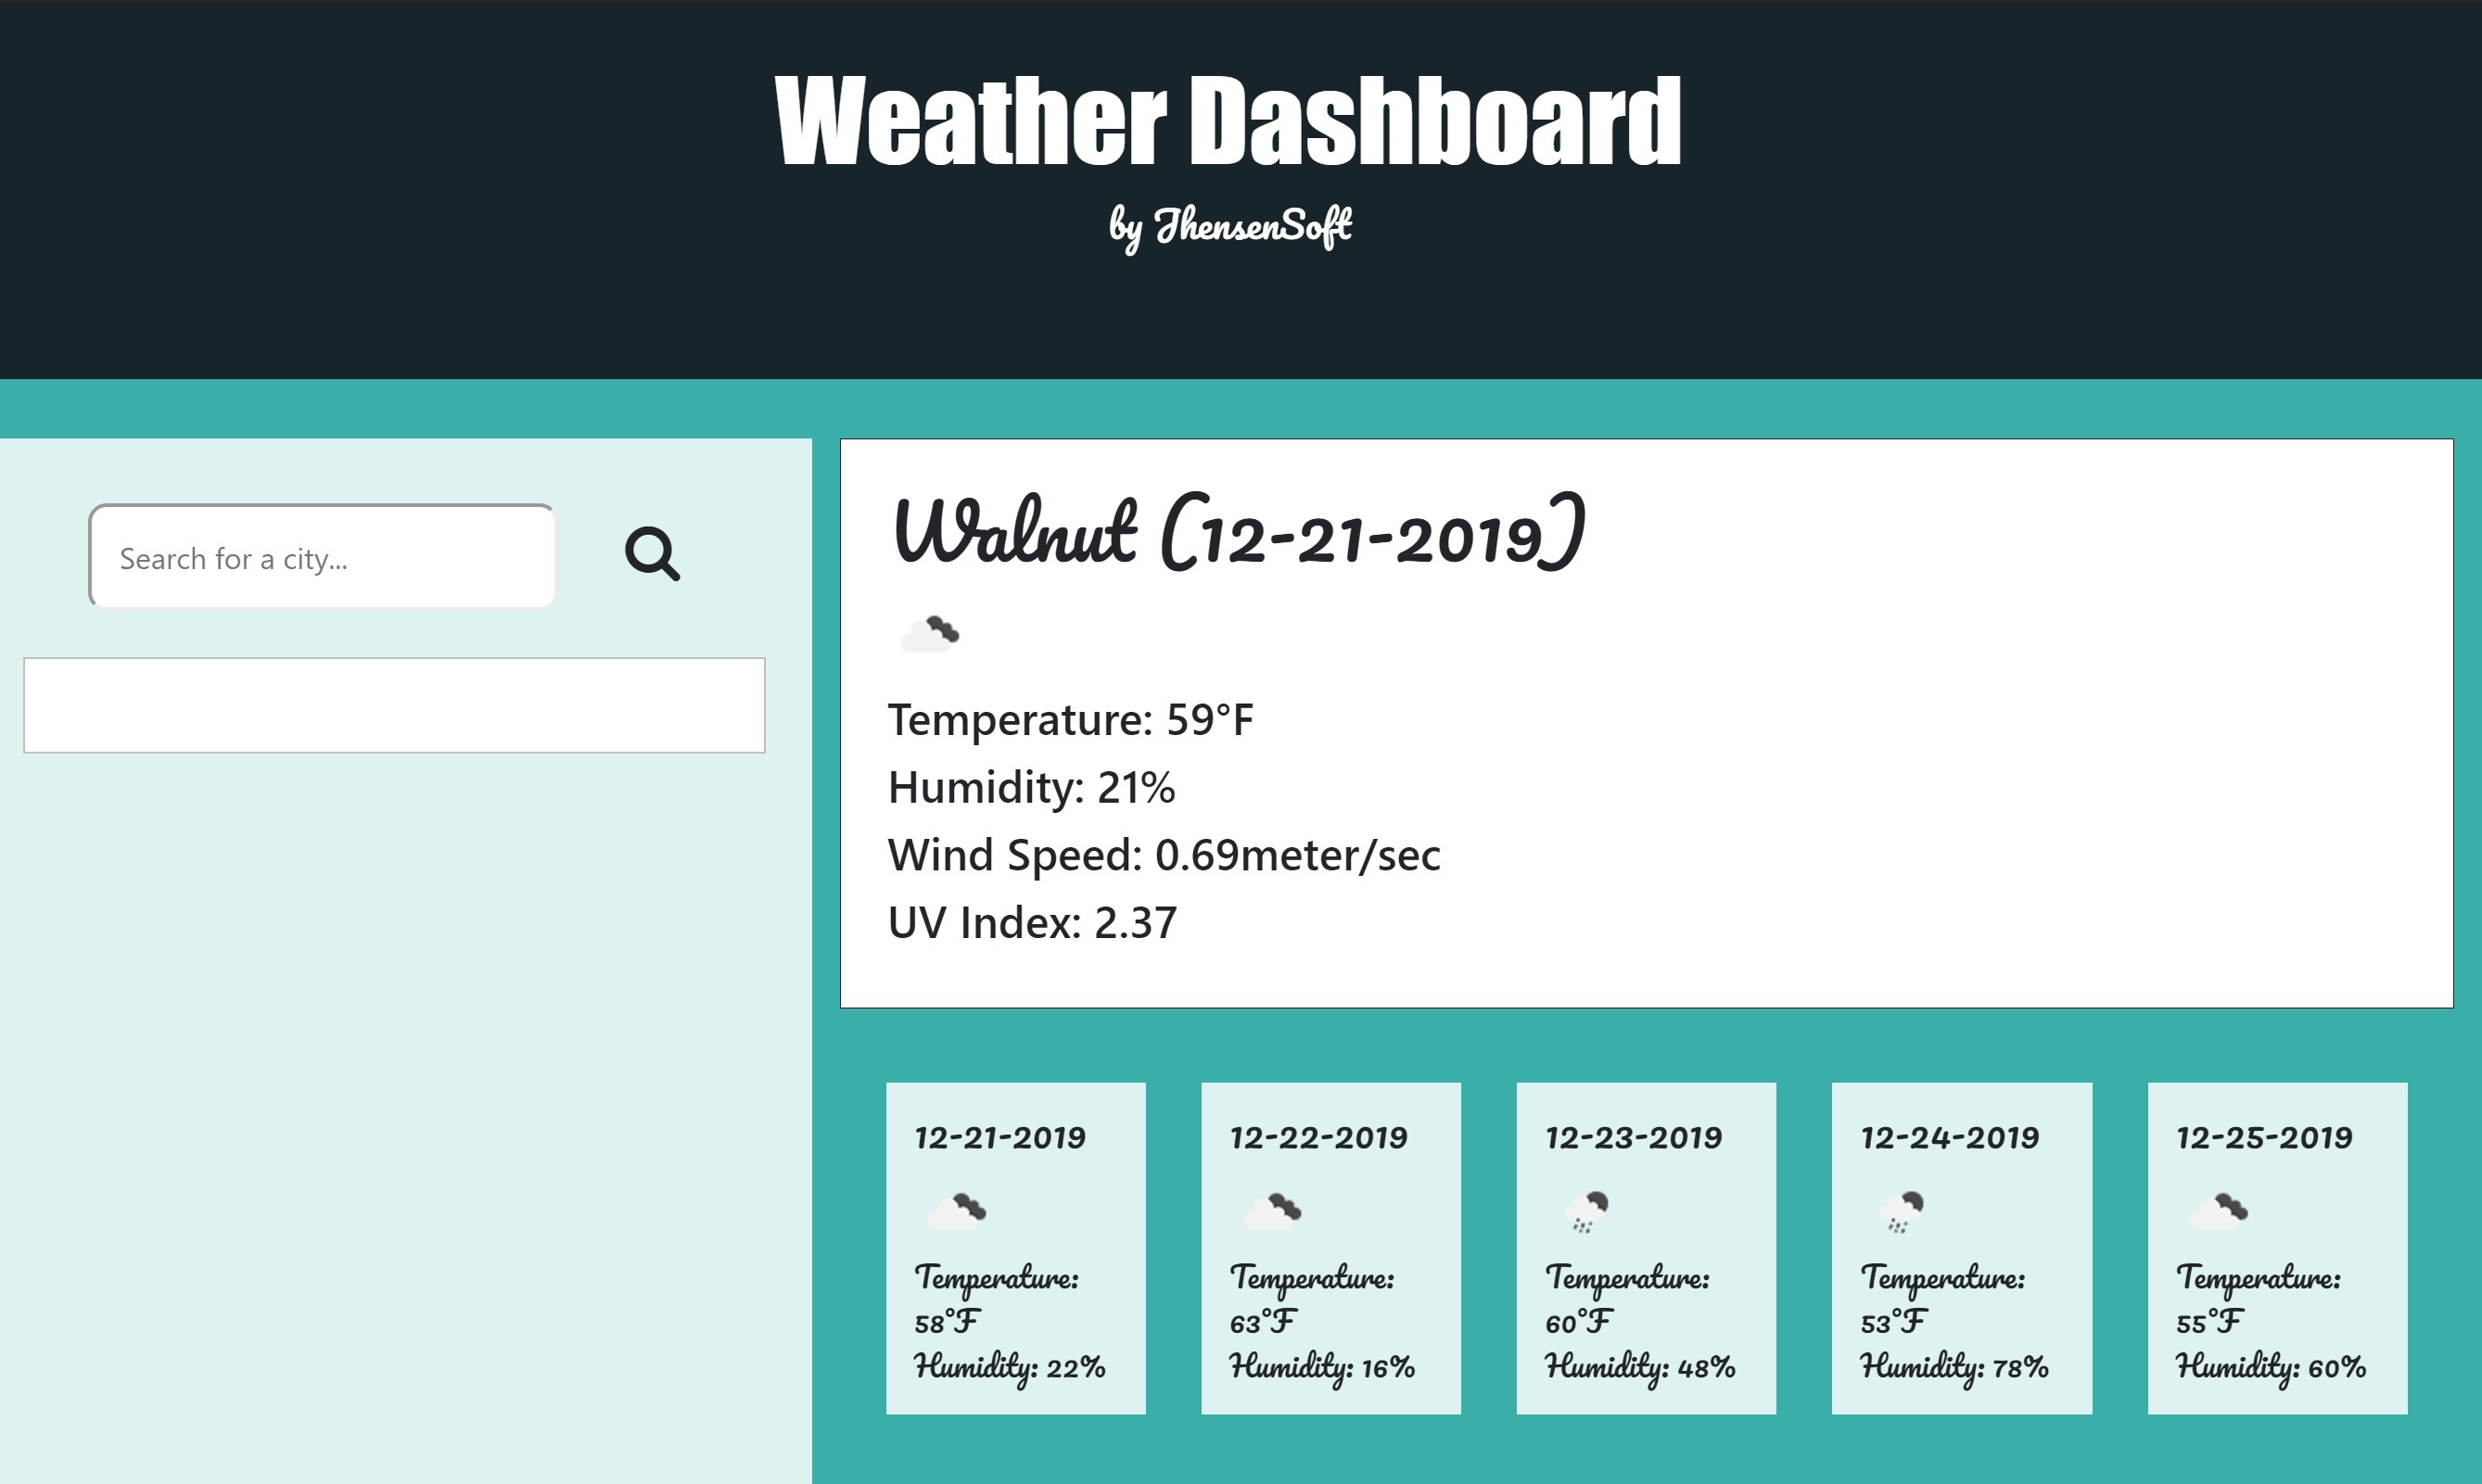 Weather Dashboard
by JhensenSoft
Search for a city...
Walnut (12-21-2019)
Temperature: 59°F
Humidity: 21%
Wind Speed: 0.69meter/sec
UV Index: 2.37
12-21-2019
Temperature:
58°F
Humidity: 22%
12-22-2019
Temperature:
63°F
Humidity: 16%
12-23-2019
Temperature:
60°F
Humidity: 48%
12-24-2019
Temperature:
53°F
Humidity: 78%
12-25-2019
Temperature:
55°F
Humidity: 60%